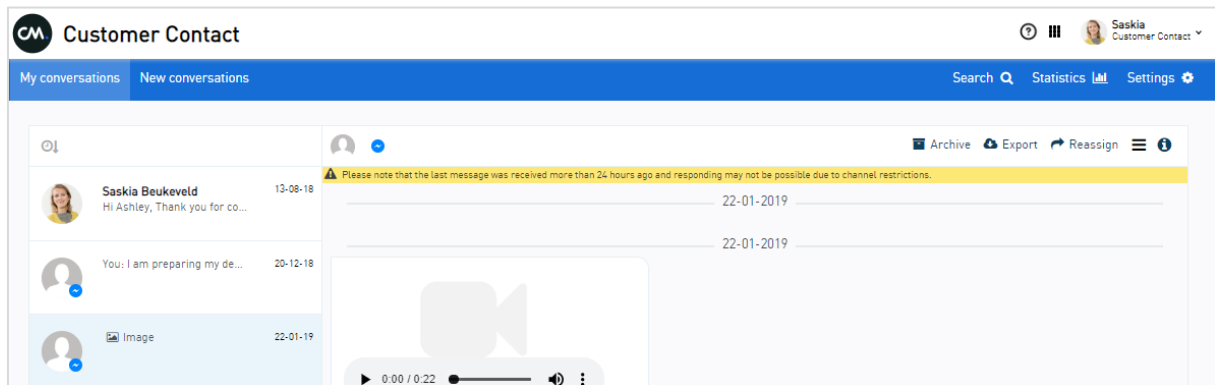 CM. Customer Contact
Saskia
Customer Contact
My conversations New conversations
Search Statistics Settings
Archive Export Reassign
Please note that the last message was received more than 24 hours ago and responding may not be possible due to channel restrictions.
Saskia Beukeveld 13-08-18
Hi Ashley, Thank you for co...
22-01-2019
22-01-2019
You: I am preparing my de... 20-12-18
Image 22-01-19
0:00 / 0:22